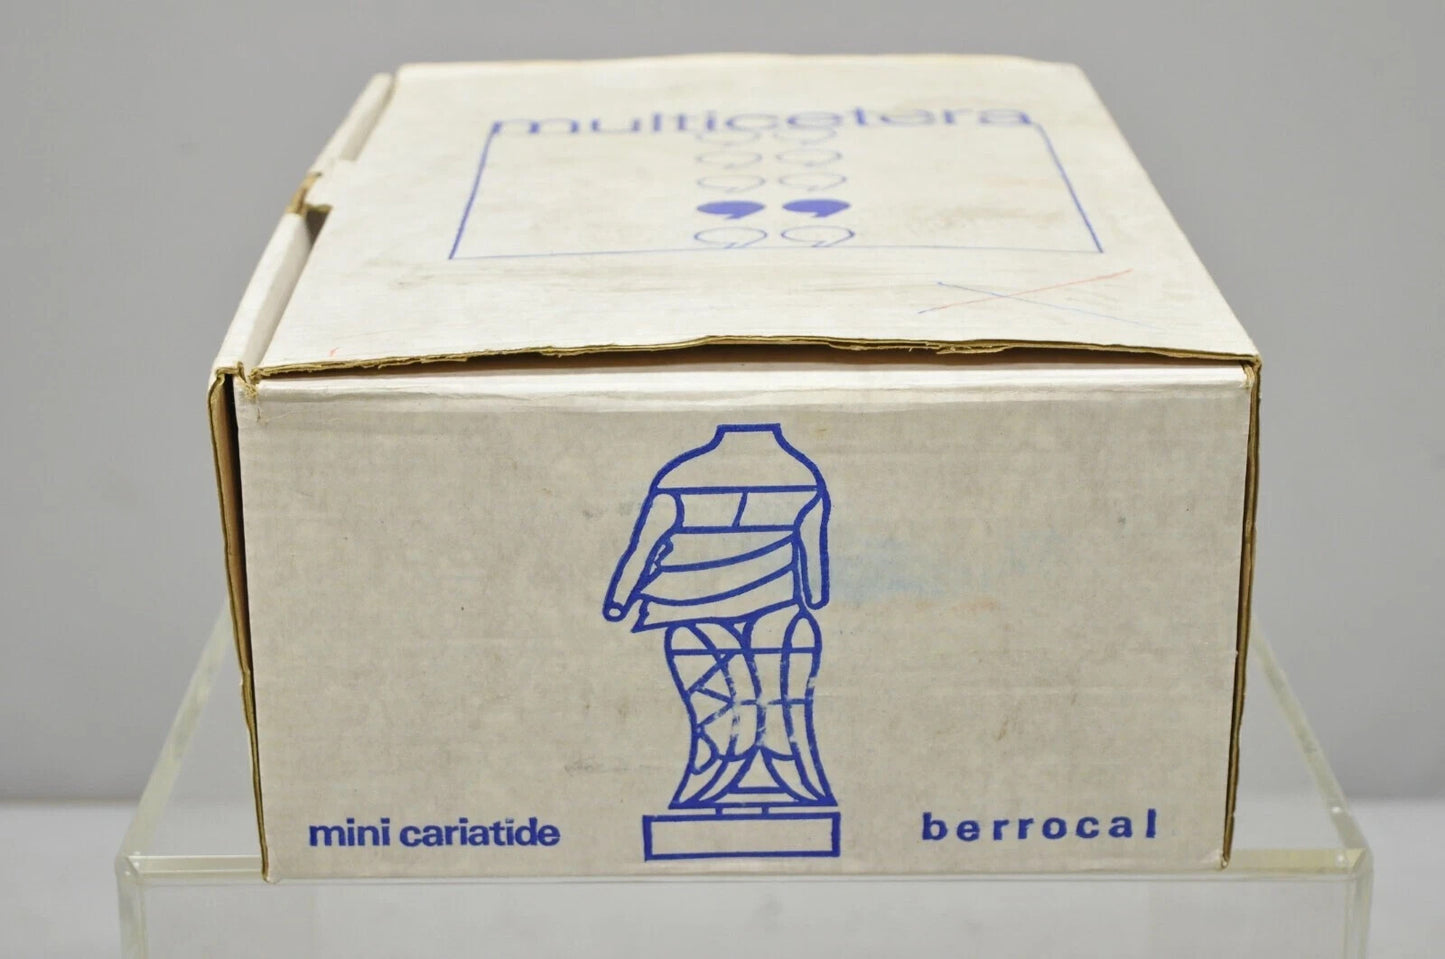 multicetera
mini cariatide
berrocal